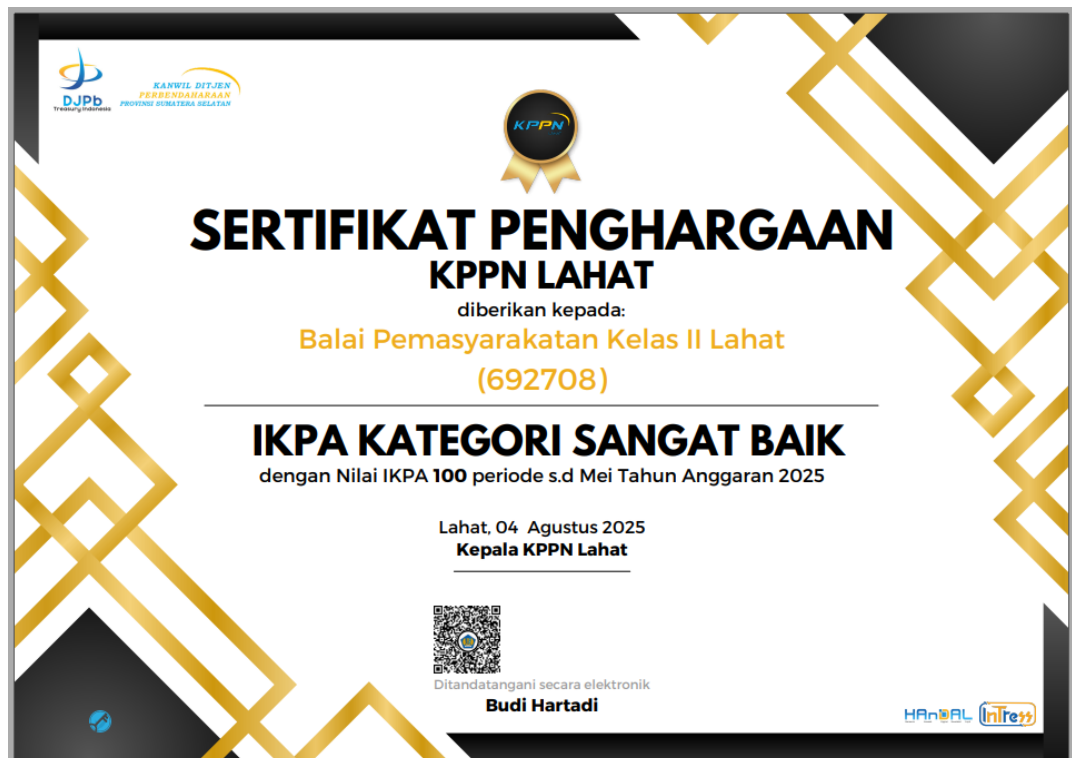 DJPb
Treasury Indonesia
KANWIL DITJEN
PERBENDAHARAAN
PROVINSI SUMATERA SELATAN
KPPN
SERTIFIKAT PENGHARGAAN
KPPN LAHAT
diberikan kepada:
Balai Pemasyarakatan Kelas II Lahat
(692708)
IKPA KATEGORI SANGAT BAIK
dengan Nilai IKPA 100 periode s.d Mei Tahun Anggaran 2025
Lahat, 04 Agustus 2025
Kepala KPPN Lahat
Ditandatangani secara elektronik
Budi Hartadi
HAnDAL InTress